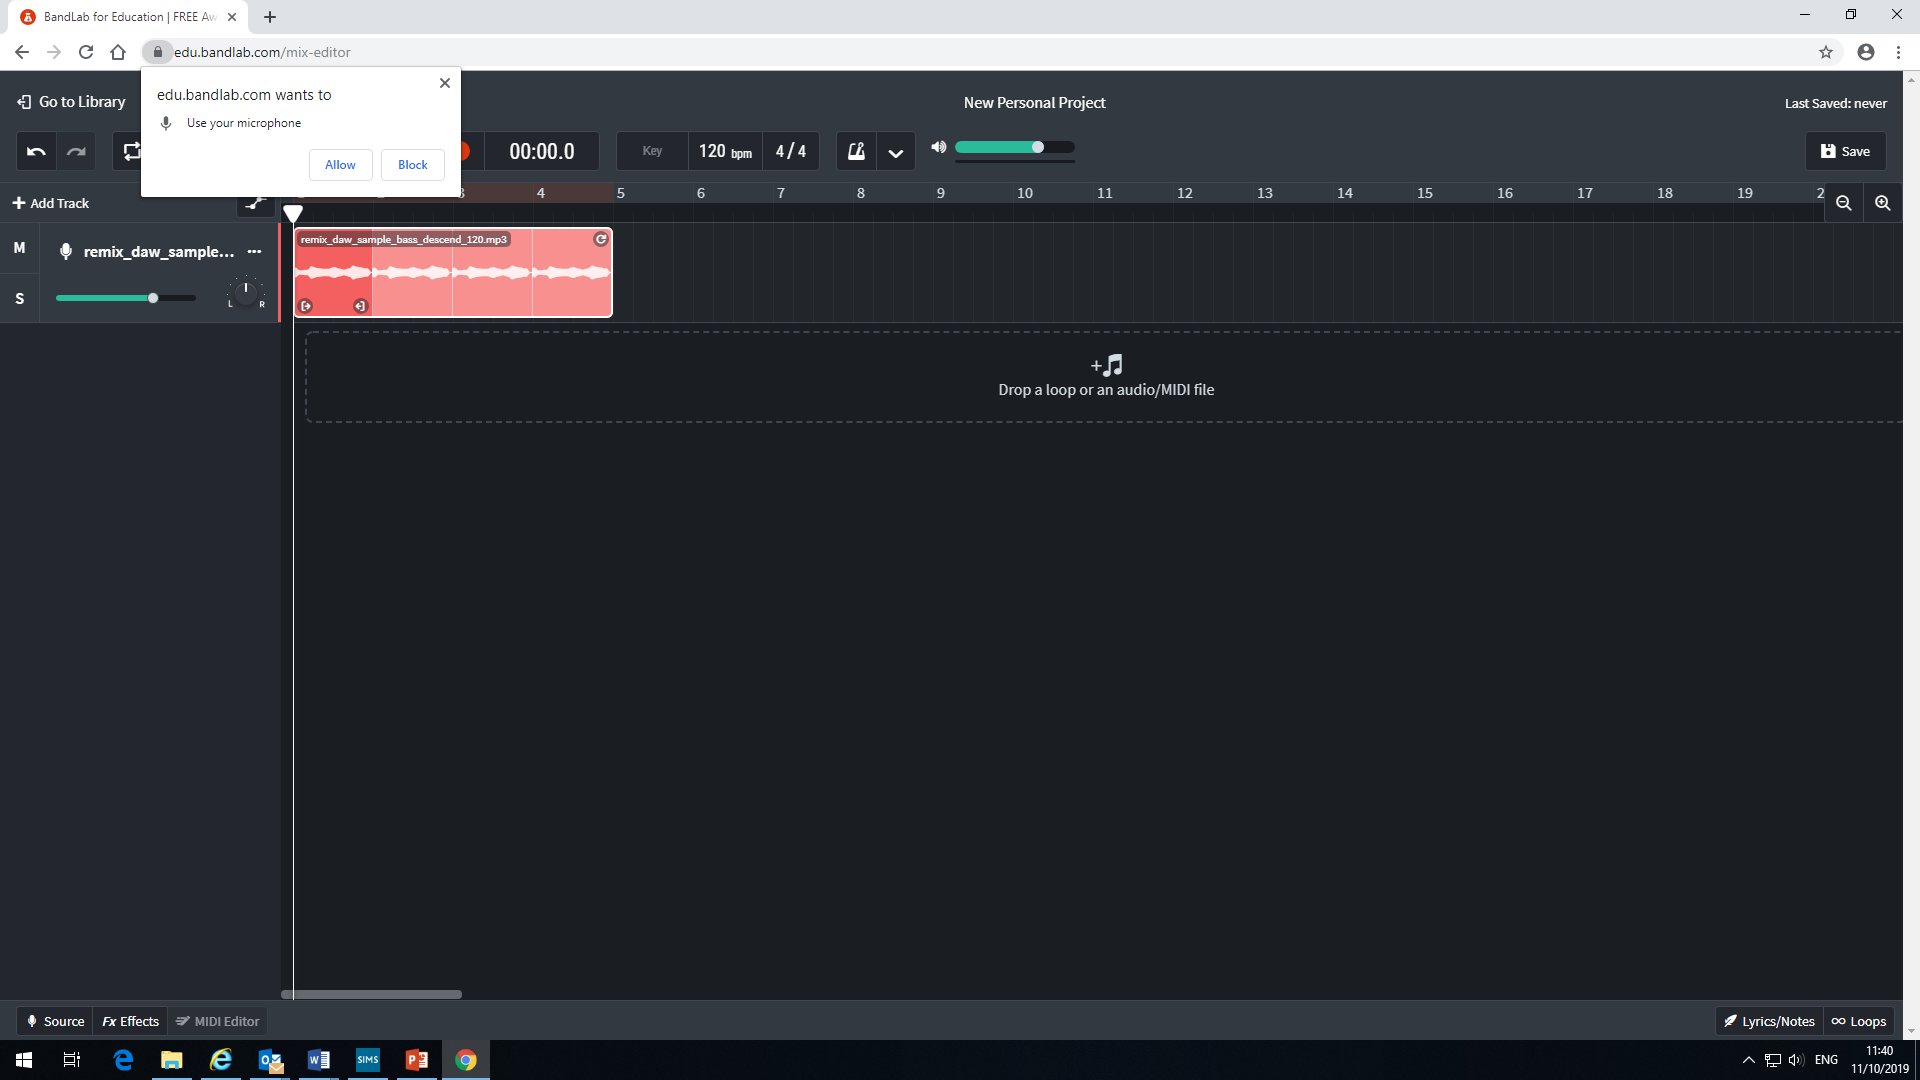 BandLab for Education | FREE Aw
edu.bandlab.com/mix-editor
edu.bandlab.com wants to
Use your microphone
Allow
Block
Go to Library
New Personal Project
Last Saved: never
00:00.0
Key
120 bpm
4 / 4
Save
Add Track
3 4 5 6 7 8 9 10 11 12 13 14 15 16 17 18 19
M
remix_daw_sample...
remix_daw_sample_bass_descend_120.mp3
S
L R
Drop a loop or an audio/MIDI file
Source
Fx Effects
MIDI Editor
Lyrics/Notes
Loops
SIMS
ENG
11:40
11/10/2019